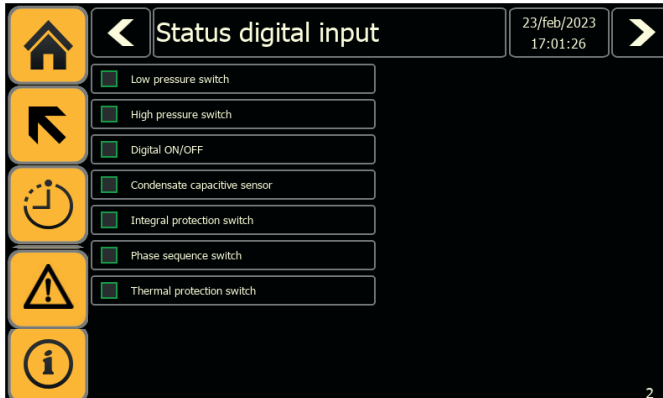 Status digital input
23/feb/2023
17:01:26
Low pressure switch
High pressure switch
Digital ON/OFF
Condensate capacitive sensor
Integral protection switch
Phase sequence switch
Thermal protection switch
i
2